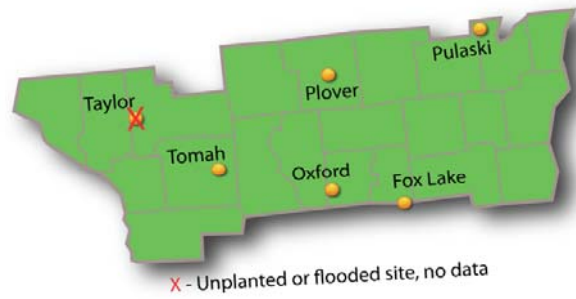 Pulaski
Taylor
Plover
Tomah
Oxford
Fox Lake
X - Unplanted or flooded site, no data